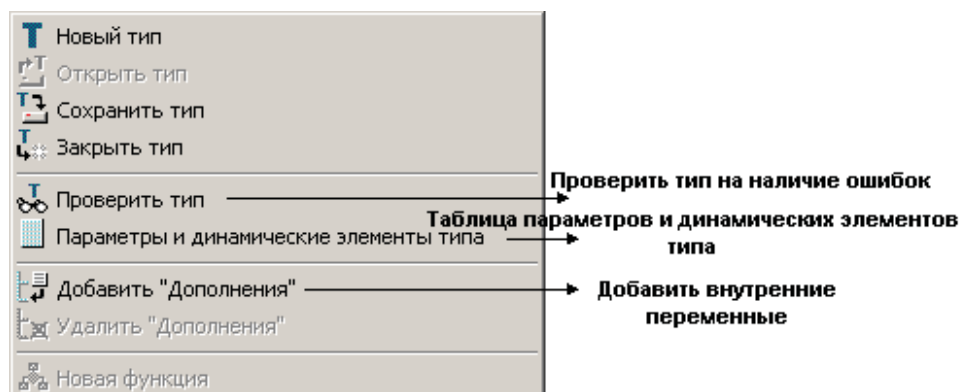 Новый тип
Открыть тип
Сохранить тип
Закрыть тип
Проверить тип
Проверить тип на наличие ошибок
Параметры и динамические элементы типа
Таблица параметров и динамических элементов
типа
Добавить "Дополнения"
Добавить внутренние
переменные
Удалить "Дополнения"
Новая функция